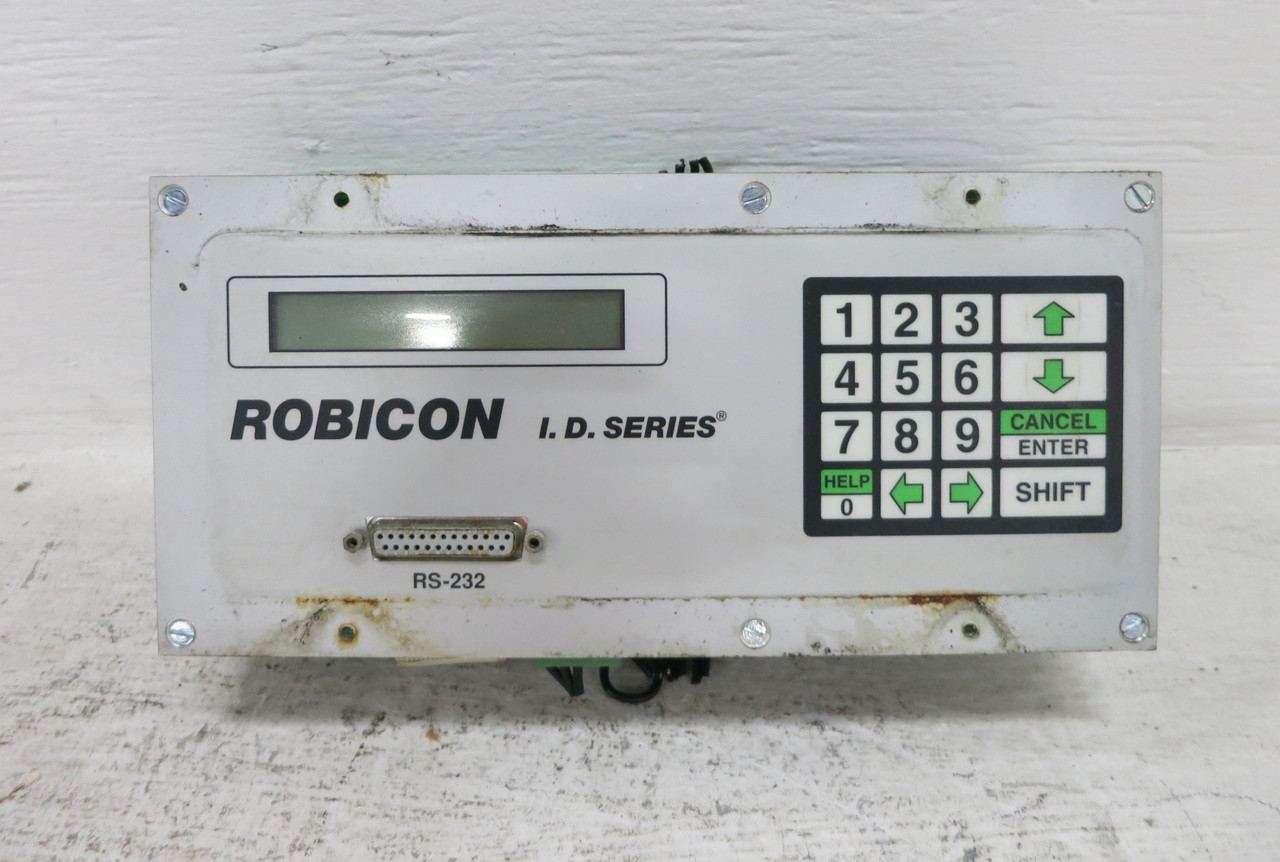 ROBICON I. D. SERIES®
RS-232
1 2 3
4 5 6
7 8 9 CANCEL
ENTER
HELP
0
SHIFT